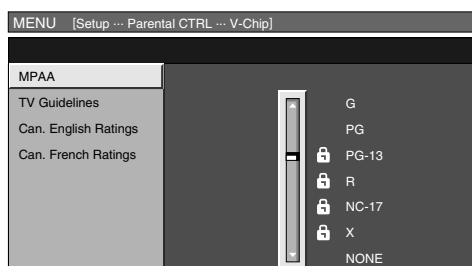 MENU [Setup ··· Parental CTRL ··· V-Chip]
MPAA
TV Guidelines
Can. English Ratings
Can. French Ratings
G
PG
PG-13
R
NC-17
X
NONE